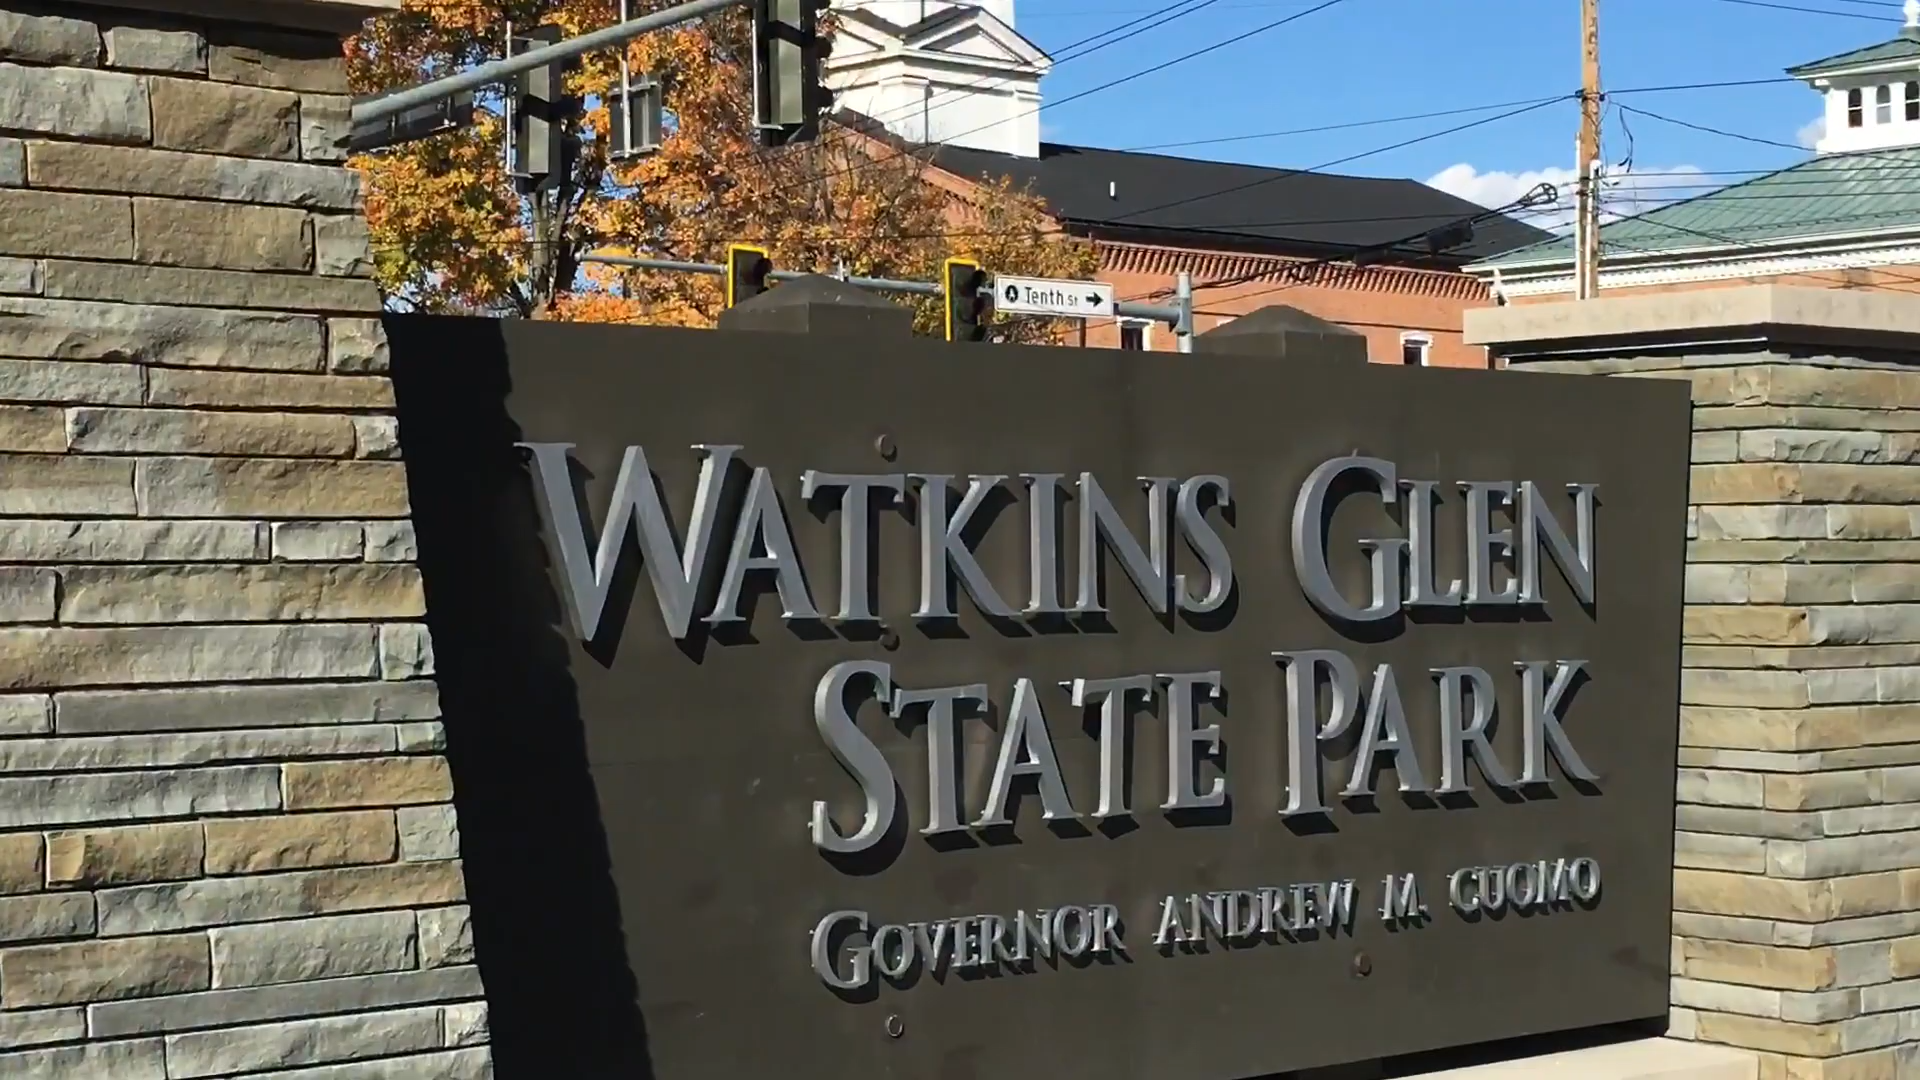 A Tenth St →
WATKINS GLEN
STATE PARK
GOVERNOR ANDREW M. CUOMO